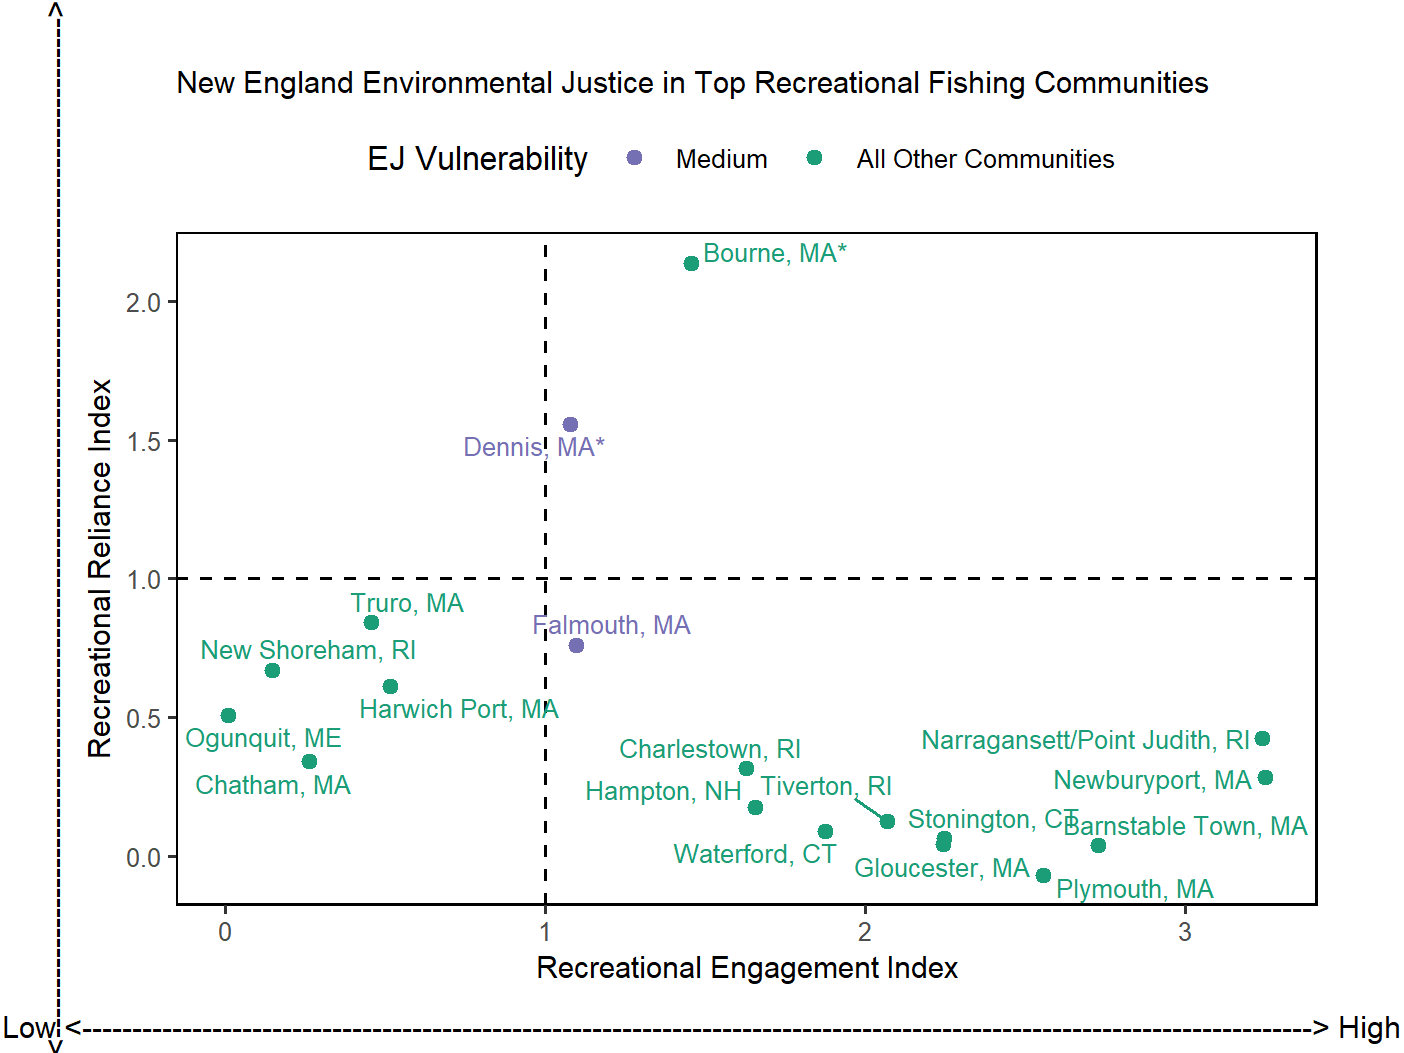 New England Environmental Justice in Top Recreational Fishing Communities
EJ Vulnerability Medium All Other Communities
Bourne, MA*
2.0
Dennis, MA*
1.5
Recreational Reliance Index
1.0
Truro, MA
Falmouth, MA
New Shoreham, RI
Harwich Port, MA
0.5
Ogunquit, ME
Chatham, MA
Charlestown, RI
Narragansett/Point Judith, RI
Hampton, NH
Tiverton, RI
Newburyport, MA
Stonington, CT
Barnstable Town, MA
0.0
Waterford, CT
Gloucester, MA
Plymouth, MA
0 1 2 3
Recreational Engagement Index
Low <----------------------------------------------------------------------------------------------------> High